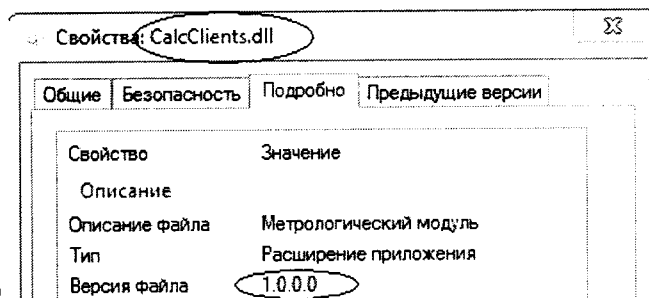 Свойства: CalcClients.dll
Общие Безопасность Подробно Предыдущие версии
Свойство Значение
Описание
Описание файла Метрологический модуль
Тип Расширение приложения
Версия файла 1.0.0.0